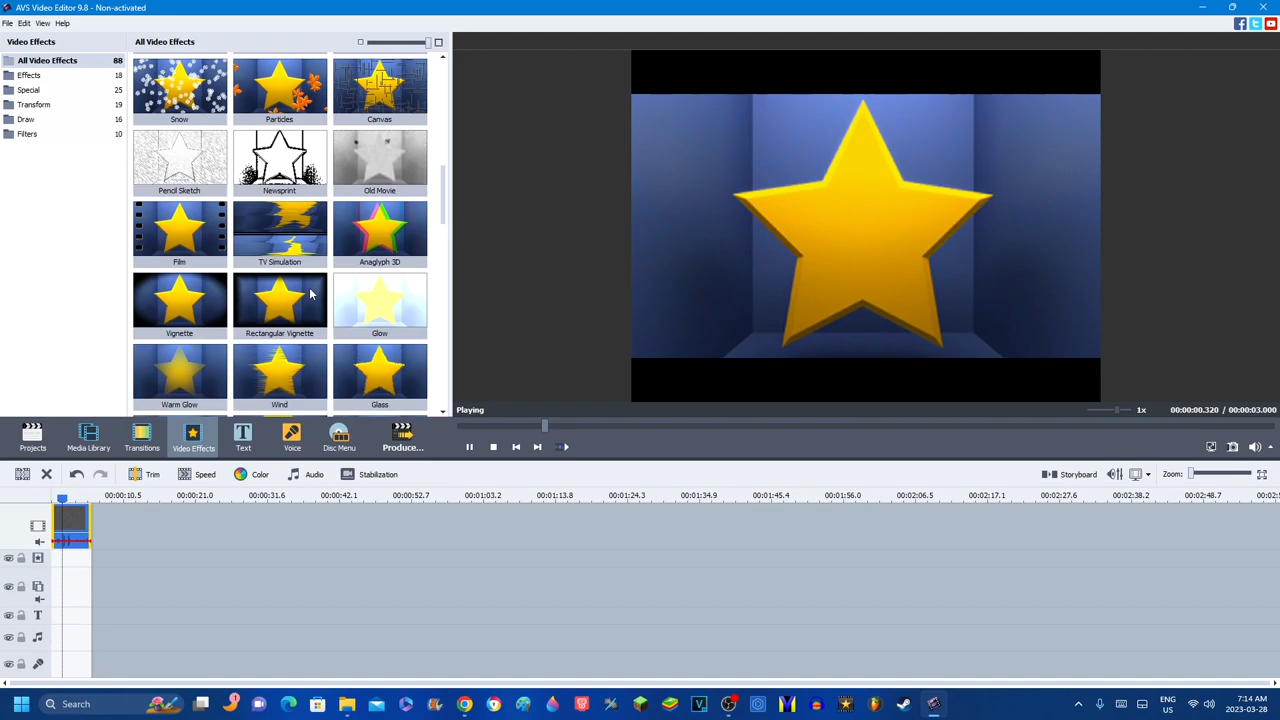 AVS Video Editor 9.8 - Non-activated
File Edit View Help
Video Effects
All Video Effects
All Video Effects 88
Effects 18
Special 25
Transform 19
Draw 16
Filters 10
Snow Particles Canvas
Pencil Sketch Newsprint Old Movie
Film TV Simulation Anaglyph 3D
Vignette Rectangular Vignette Glow
Warm Glow Wind Glass
Playing 1x 00:00:00.320 / 00:00:03.000
Projects Media Library Transitions Video Effects Text Voice Disc Menu Produce...
Trim Speed Color Audio Stabilization Storyboard Zoom:
00:00:10.5 00:00:21.0 00:00:31.6 00:00:42.1 00:00:52.7 00:01:03.2 00:01:13.8 00:01:24.3 00:01:34.9 00:01:45.4 00:01:56.0 00:02:06.5 00:02:17.1 00:02:27.6 00:02:38.2 00:02:48.7 00:02:5
T
Search 1 ENG 7:14 AM
US 2023-03-28